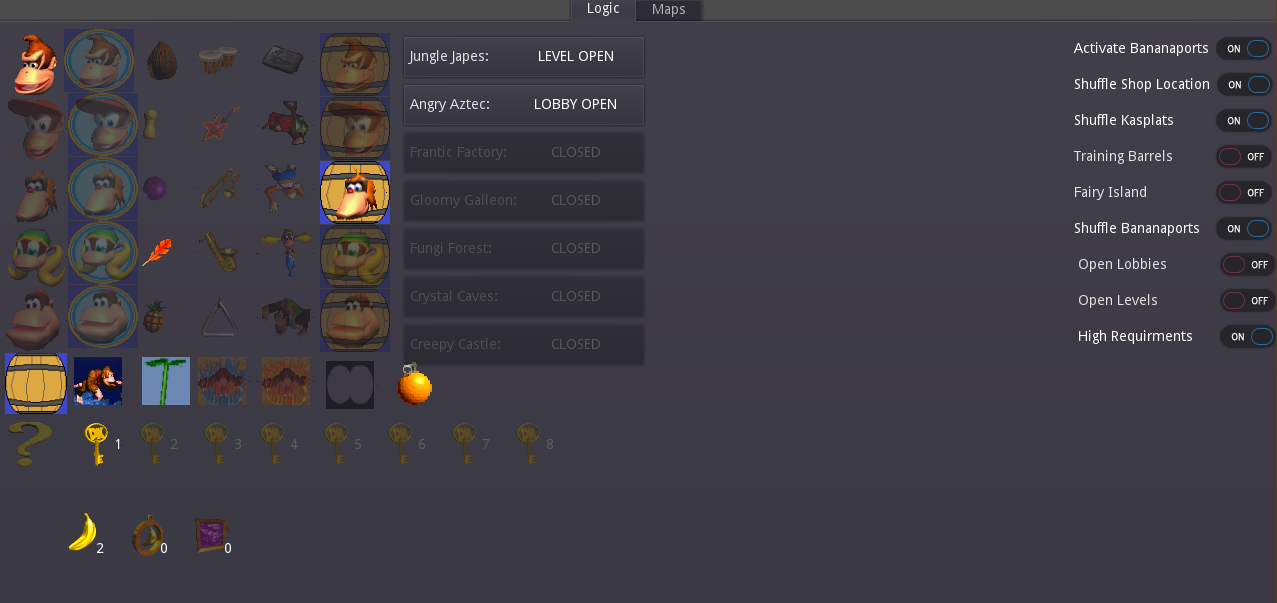 Logic Maps
Jungle Japes: LEVEL OPEN
Angry Aztec: LOBBY OPEN
Frantic Factory: CLOSED
Gloomy Galleon: CLOSED
Fungi Forest: CLOSED
Crystal Caves: CLOSED
Creepy Castle: CLOSED
1 2 3 4 5 6 7 8
2 0 0
Activate Bananaports ON
Shuffle Shop Location ON
Shuffle Kasplats ON
Training Barrels OFF
Fairy Island OFF
Shuffle Bananaports ON
Open Lobbies OFF
Open Levels OFF
High Requirments ON